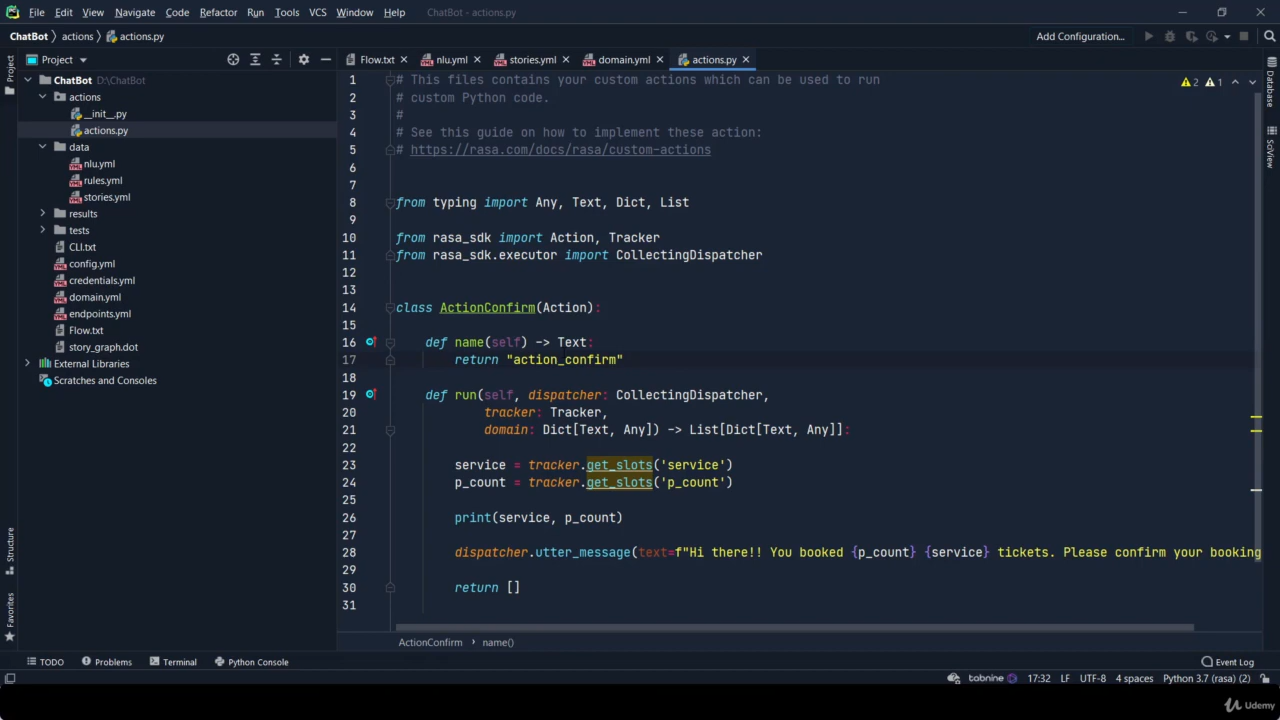 File Edit View Navigate Code Refactor Run Tools VCS Window Help ChatBot - actions.py
ChatBot actions actions.py Add Configuration...
Project
Project
ChatBot D:\ChatBot
actions
__init__.py
actions.py
data
nlu.yml
rules.yml
stories.yml
results
tests
CLI.txt
config.yml
credentials.yml
domain.yml
endpoints.yml
Flow.txt
story_graph.dot
External Libraries
Scratches and Consoles
Structure
Favorites
Flow.txt nlu.yml stories.yml domain.yml actions.py
2 1
1 # This files contains your custom actions which can be used to run
2 # custom Python code.
3 #
4 # See this guide on how to implement these action:
5 # https://rasa.com/docs/rasa/custom-actions
6
7
8 from typing import Any, Text, Dict, List
9
10 from rasa_sdk import Action, Tracker
11 from rasa_sdk.executor import CollectingDispatcher
12
13
14 class ActionConfirm(Action):
15
16 def name(self) -> Text:
17 return "action_confirm"
18
19 def run(self, dispatcher: CollectingDispatcher,
20 tracker: Tracker,
21 domain: Dict[Text, Any]) -> List[Dict[Text, Any]]:
22
23 service = tracker.get_slots('service')
24 p_count = tracker.get_slots('p_count')
25
26 print(service, p_count)
27
28 dispatcher.utter_message(text=f"Hi there!! You booked {p_count} {service} tickets. Please confirm your booking
29
30 return []
31
ActionConfirm name()
Database
SciView
TODO Problems Terminal Python Console Event Log
tabnine 17:32 LF UTF-8 4 spaces Python 3.7 (rasa) (2)
Udemy